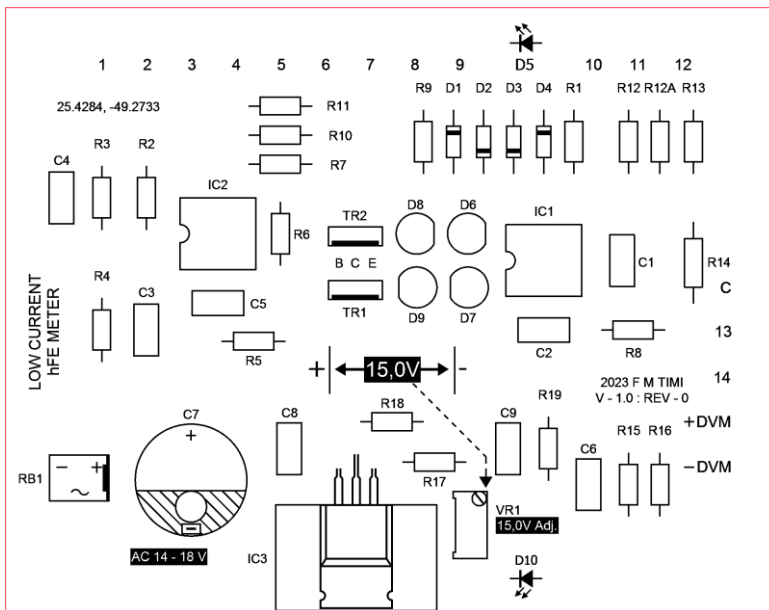 D5
1 2 3 4 5 6 7 8 9 10 11 12
R9 D1 D2 D3 D4 R1 R12 R12A R13
25.4284, -49.2733
R11
R10
R7
C4 R3 R2
IC2
R6
TR2
D8 D6
IC1
B C E
C1
R14
C
R4
C3
C5
TR1
D9 D7
R5
C2
R8
13
LOW CURRENT
hFE METER
+ 15,0V -
14
2023 F M TIMI
V - 1.0 : REV - 0
C7
+
C8
R18
C9
R19
C6
R15 R16
+DVM
-DVM
RB1
- +
~
R17
VR1
15,0V Adj.
-
AC 14 - 18 V
IC3
D10